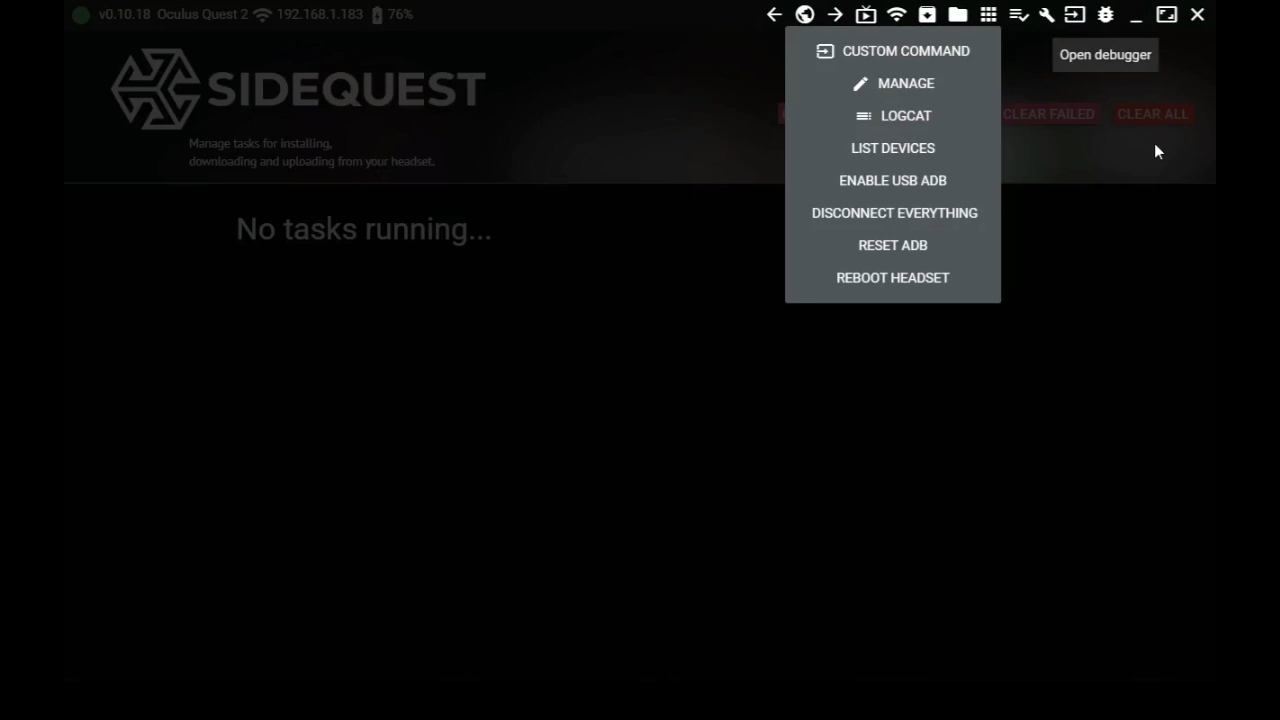 v0.10.18 Oculus Quest 2 192.168.1.183 76%
CUSTOM COMMAND
MANAGE
LOGCAT
LIST DEVICES
ENABLE USB ADB
DISCONNECT EVERYTHING
RESET ADB
REBOOT HEADSET
Open debugger
SIDEQUEST
Manage tasks for installing,
downloading and uploading from your headset.
CLEAR FAILED CLEAR ALL
No tasks running...